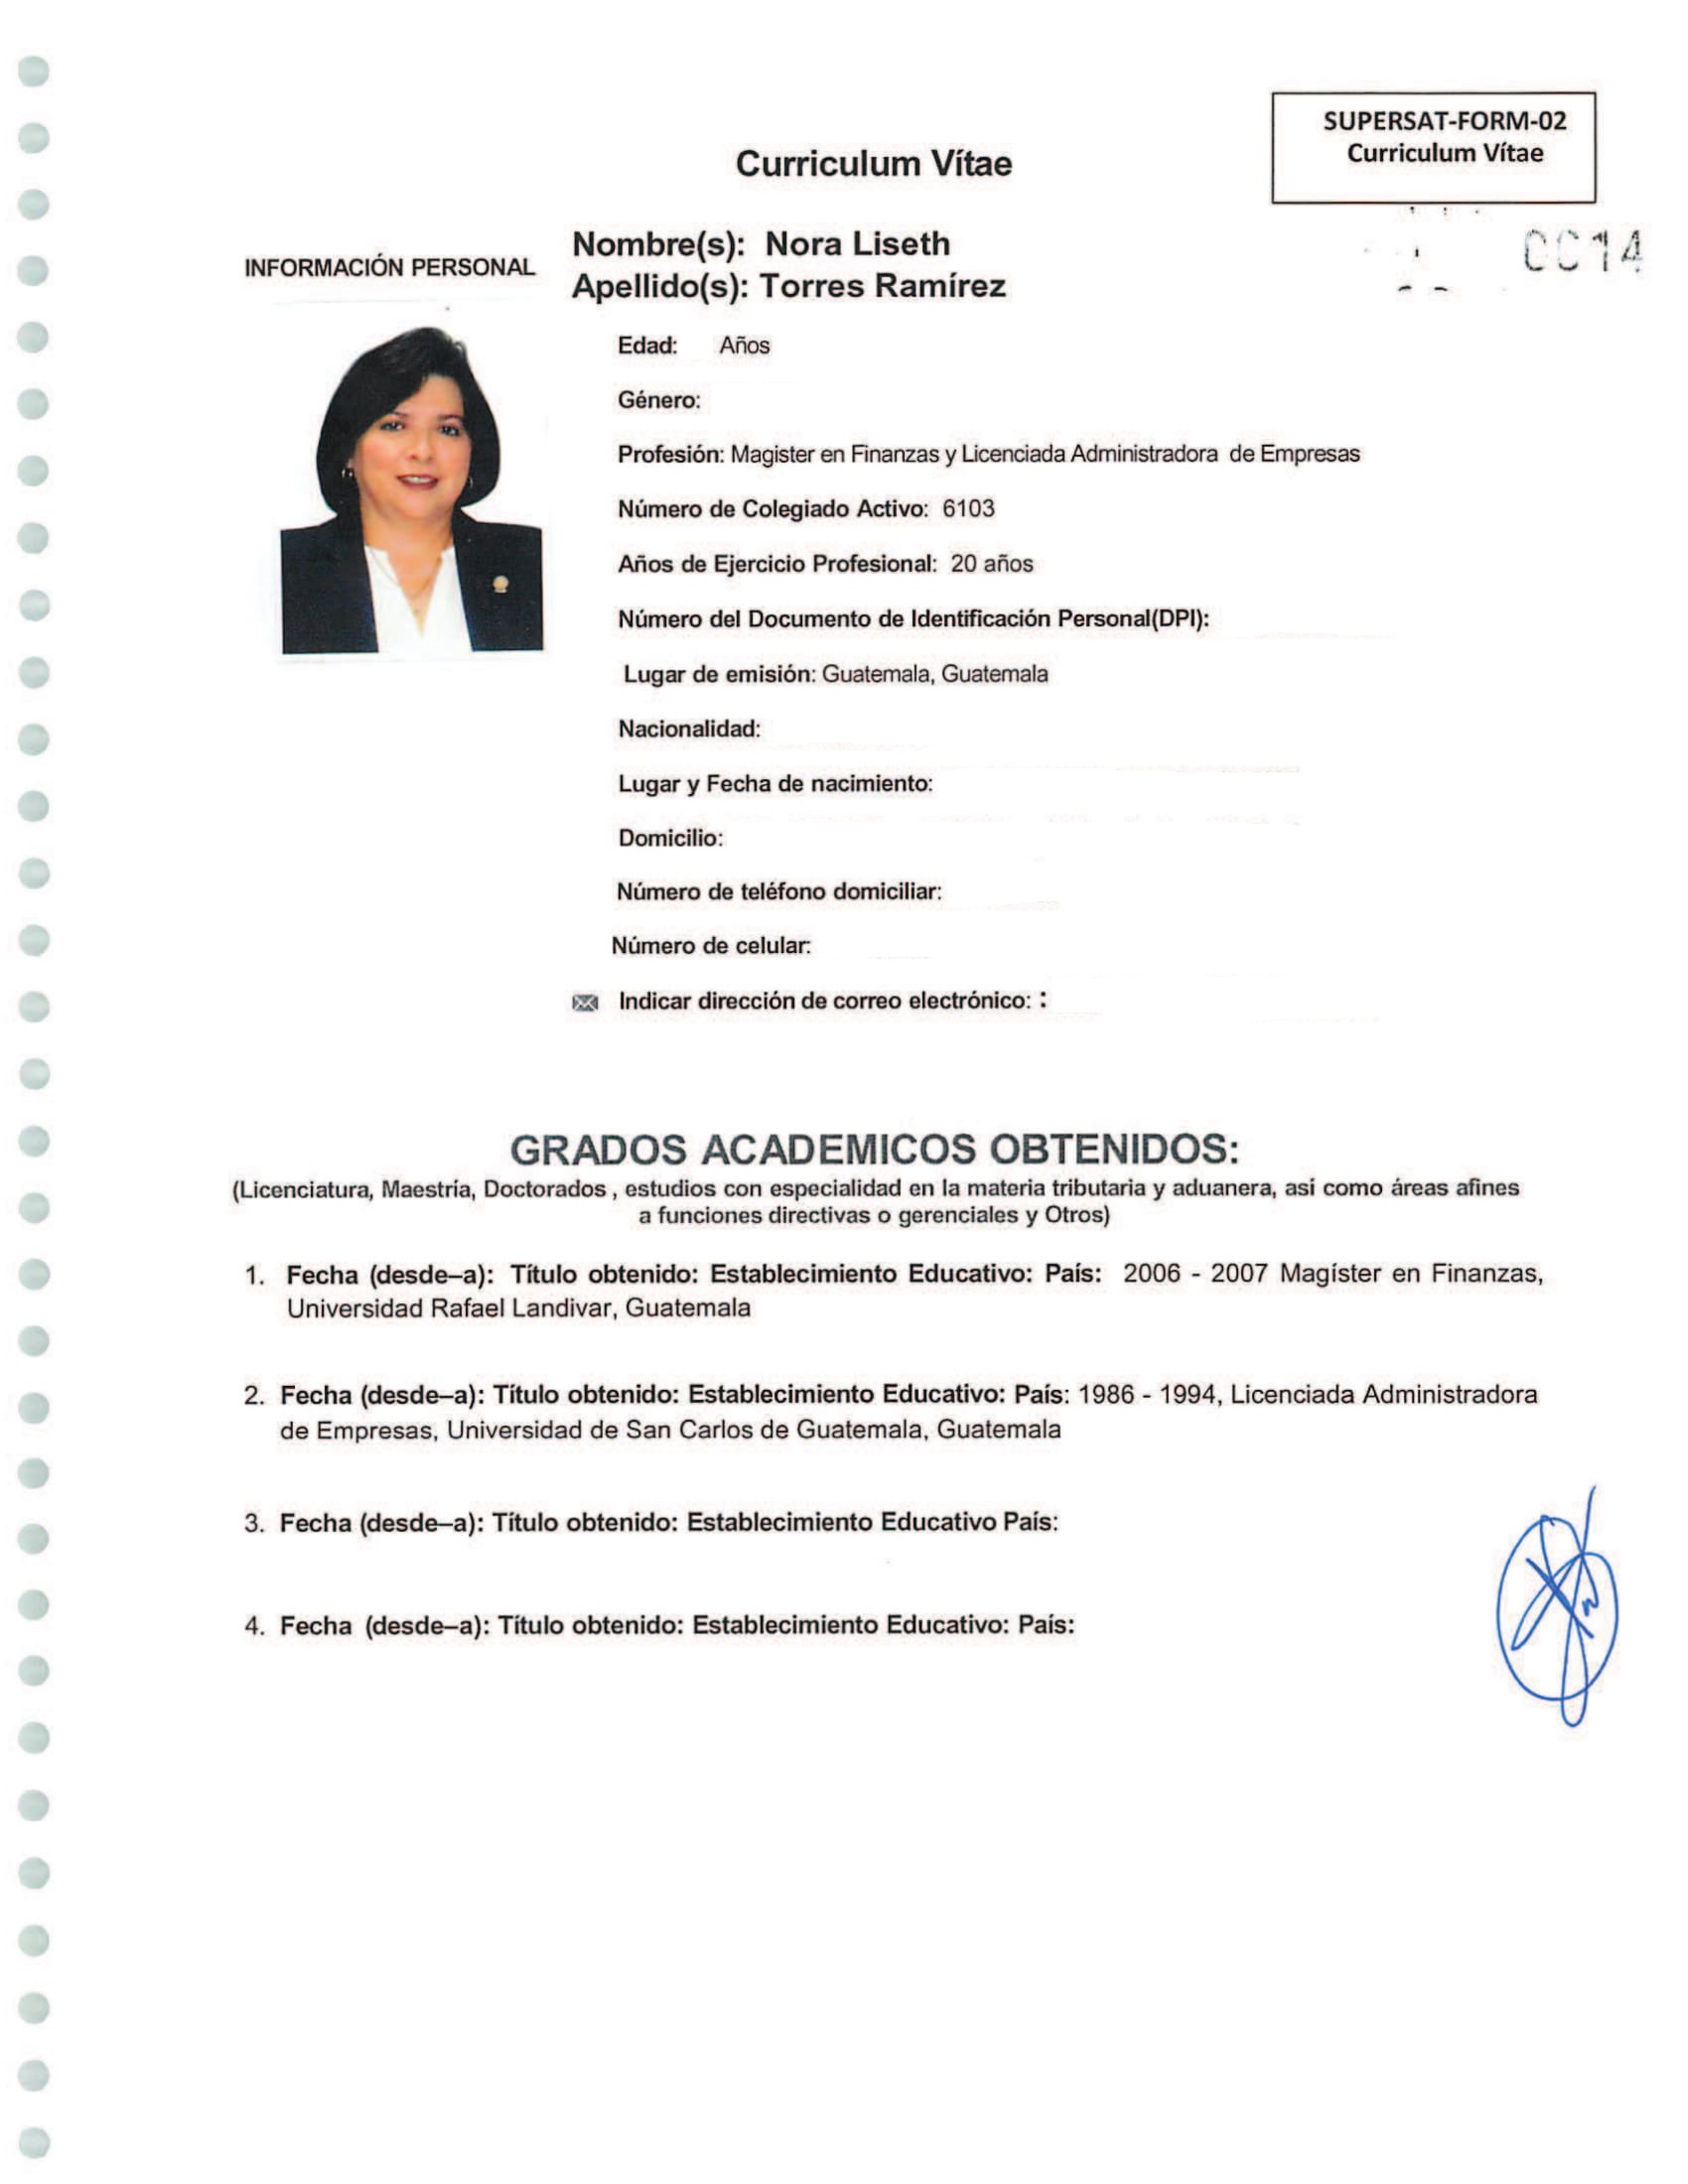 SUPERSAT-FORM-02
Curriculum Vítae
Curriculum Vítae
CC14
INFORMACIÓN PERSONAL
Nombre(s): Nora Liseth
Apellido(s): Torres Ramírez
Edad: Años
Género:
Profesión: Magister en Finanzas y Licenciada Administradora de Empresas
Número de Colegiado Activo: 6103
Años de Ejercicio Profesional: 20 años
Número del Documento de Identificación Personal(DPI):
Lugar de emisión: Guatemala, Guatemala
Nacionalidad:
Lugar y Fecha de nacimiento:
Domicilio:
Número de teléfono domiciliar:
Número de celular:
Indicar dirección de correo electrónico: :
GRADOS ACADEMICOS OBTENIDOS:
(Licenciatura, Maestría, Doctorados , estudios con especialidad en la materia tributaria y aduanera, así como áreas afines
a funciones directivas o gerenciales y Otros)
1. Fecha (desde–a): Título obtenido: Establecimiento Educativo: País: 2006 - 2007 Magíster en Finanzas,
Universidad Rafael Landivar, Guatemala
2. Fecha (desde–a): Título obtenido: Establecimiento Educativo: País: 1986 - 1994, Licenciada Administradora
de Empresas, Universidad de San Carlos de Guatemala, Guatemala
3. Fecha (desde–a): Título obtenido: Establecimiento Educativo País:
4. Fecha (desde–a): Título obtenido: Establecimiento Educativo: País: